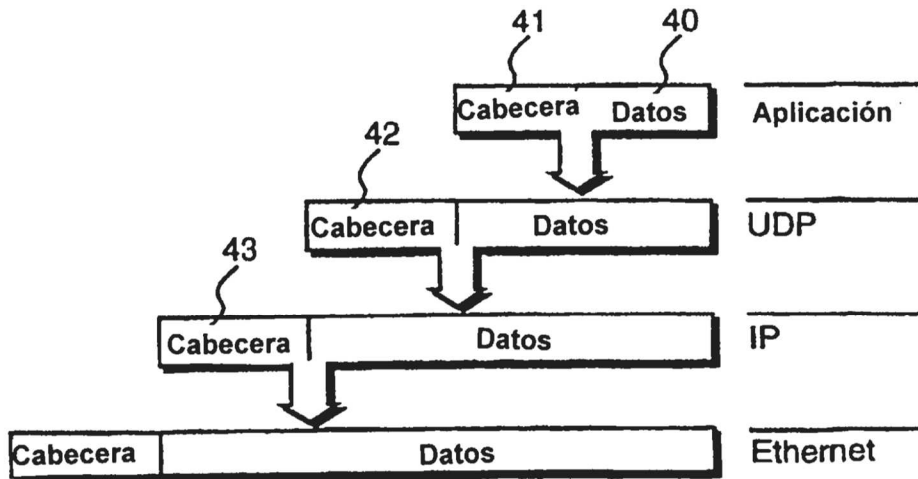 41 40
Cabecera Datos Aplicación
42
Cabecera Datos UDP
43
Cabecera Datos IP
Cabecera Datos Ethernet